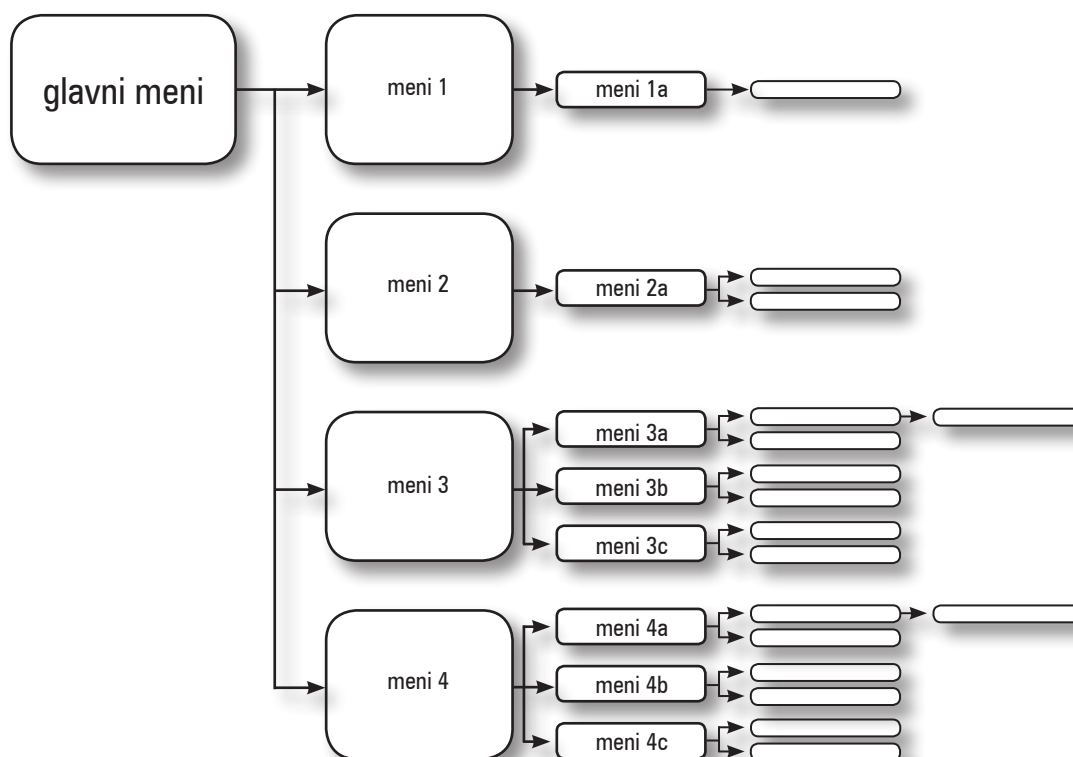 glavni meni
meni 1
meni 1a
meni 2
meni 2a
meni 3
meni 3a
meni 3b
meni 3c
meni 4
meni 4a
meni 4b
meni 4c